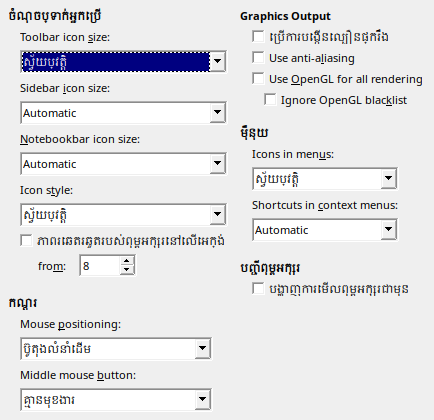 ចំណុចប្រទាក់អ្នកប្រើ
Toolbar icon size:
ស្វ័យប្រវត្តិ
Sidebar icon size:
Automatic
Notebookbar icon size:
Automatic
Icon style:
ស្វ័យប្រវត្តិ
ភាពរឆេតរឆូតរបស់ពុម្ពអក្សរនៅលើអេក្រង់
from:
8
កណ្ដុរ
Mouse positioning:
ប៊ូតុងលំនាំដើម
Middle mouse button:
គ្មានមុខងារ
Graphics Output
ប្រើការបង្កើនល្បឿនផុករឹង
Use anti-aliasing
Use OpenGL for all rendering
Ignore OpenGL blacklist
ម៉ឺនុយ
Icons in menus:
ស្វ័យប្រវត្តិ
Shortcuts in context menus:
Automatic
បញ្ជីពុម្ពអក្សរ
បង្ហាញការមើលពុម្ពអក្សរជាមុន